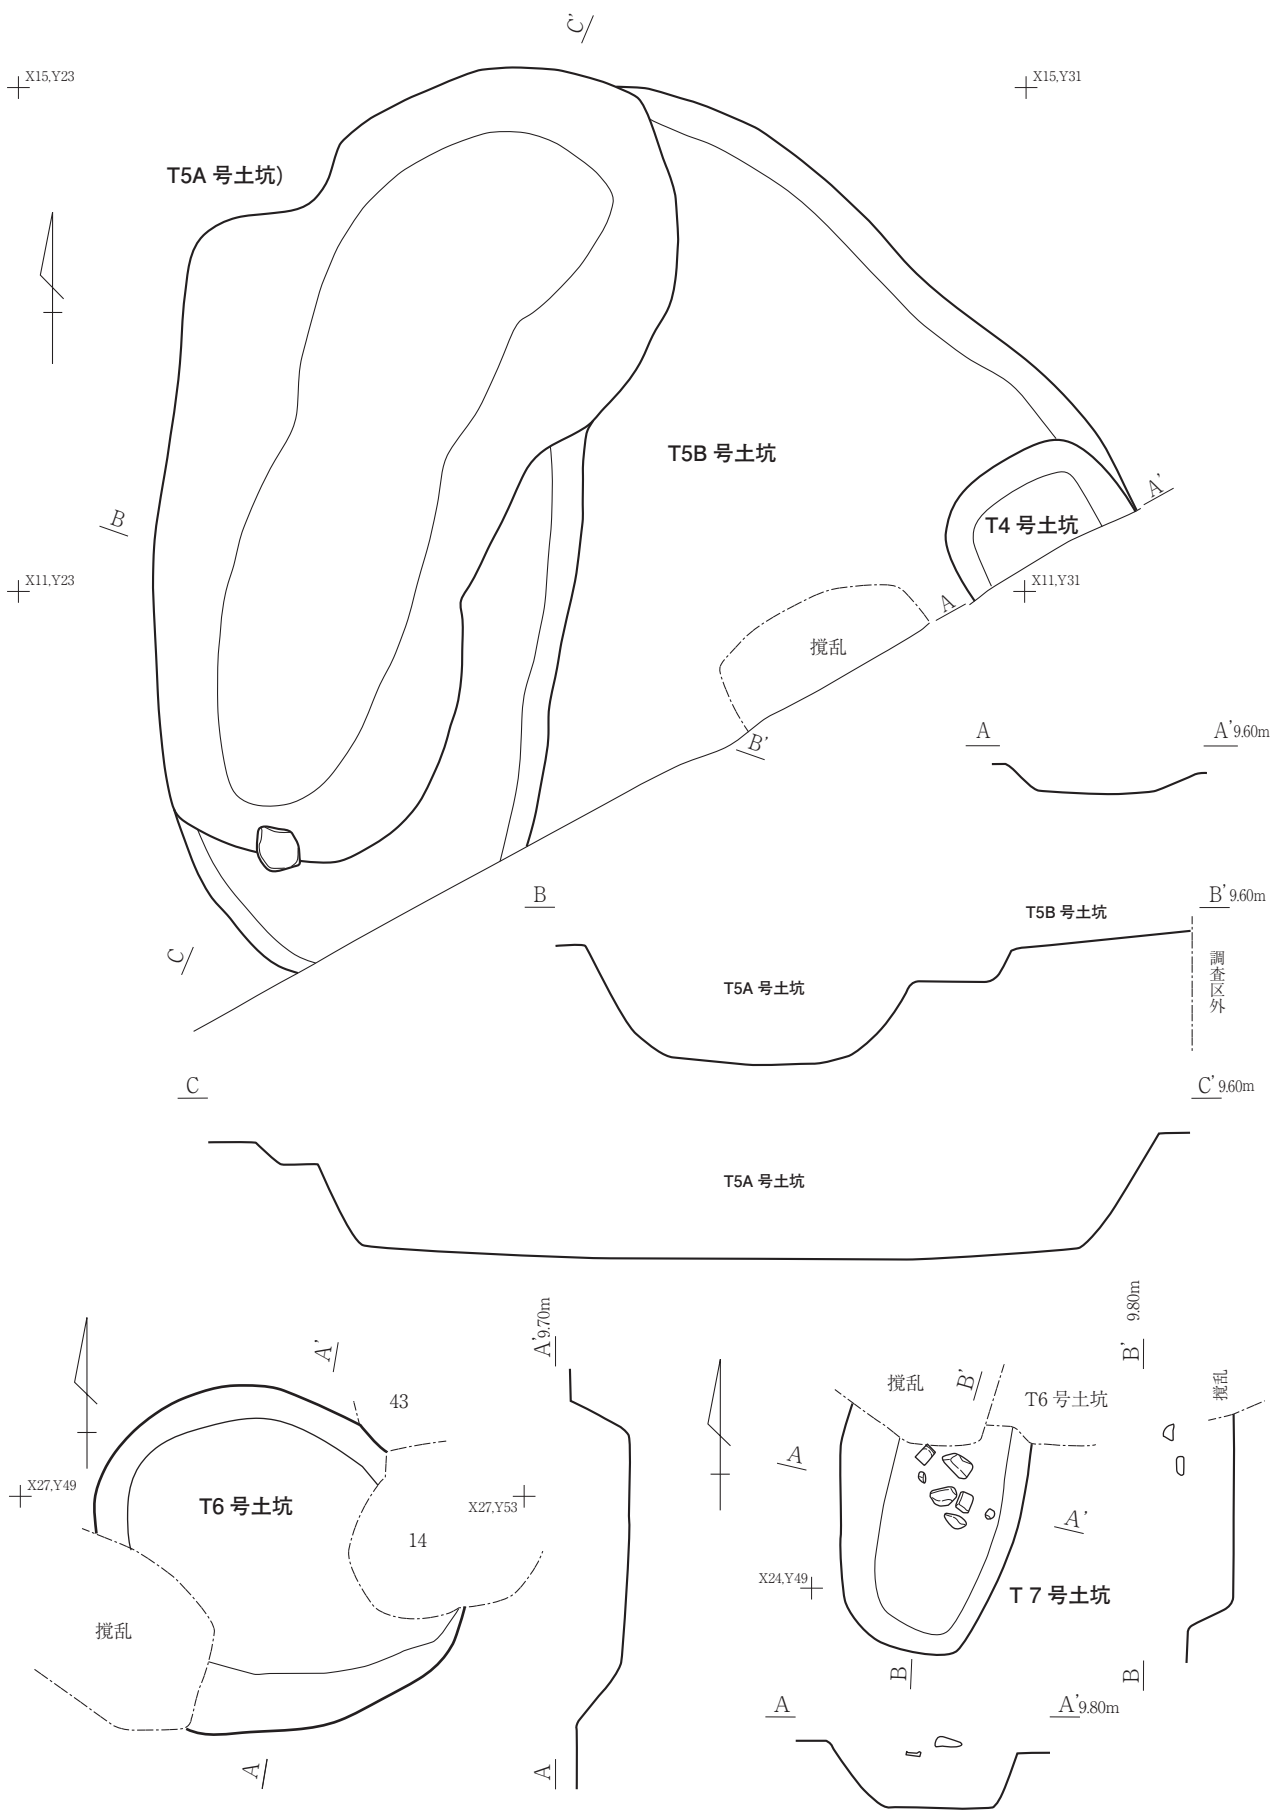 C'
X15,Y23
X15,Y31
T5A 号土坑)
T5B 号土坑
A'
B
T4 号土坑
X11,Y23
X11,Y31
A
撹乱
B'
A
A' 9.60m
C
B
T5B 号土坑
B' 9.60m
T5A 号土坑
調査区外
C
C' 9.60m
T5A 号土坑
A'
43
A' 9.70m
X27,Y49
T6 号土坑
X27,Y53
14
撹乱
A
A
撹乱
B'
T6 号土坑
B' 9.80m
撹乱
A
A'
X24,Y49
T 7 号土坑
B
B
A
A' 9.80m